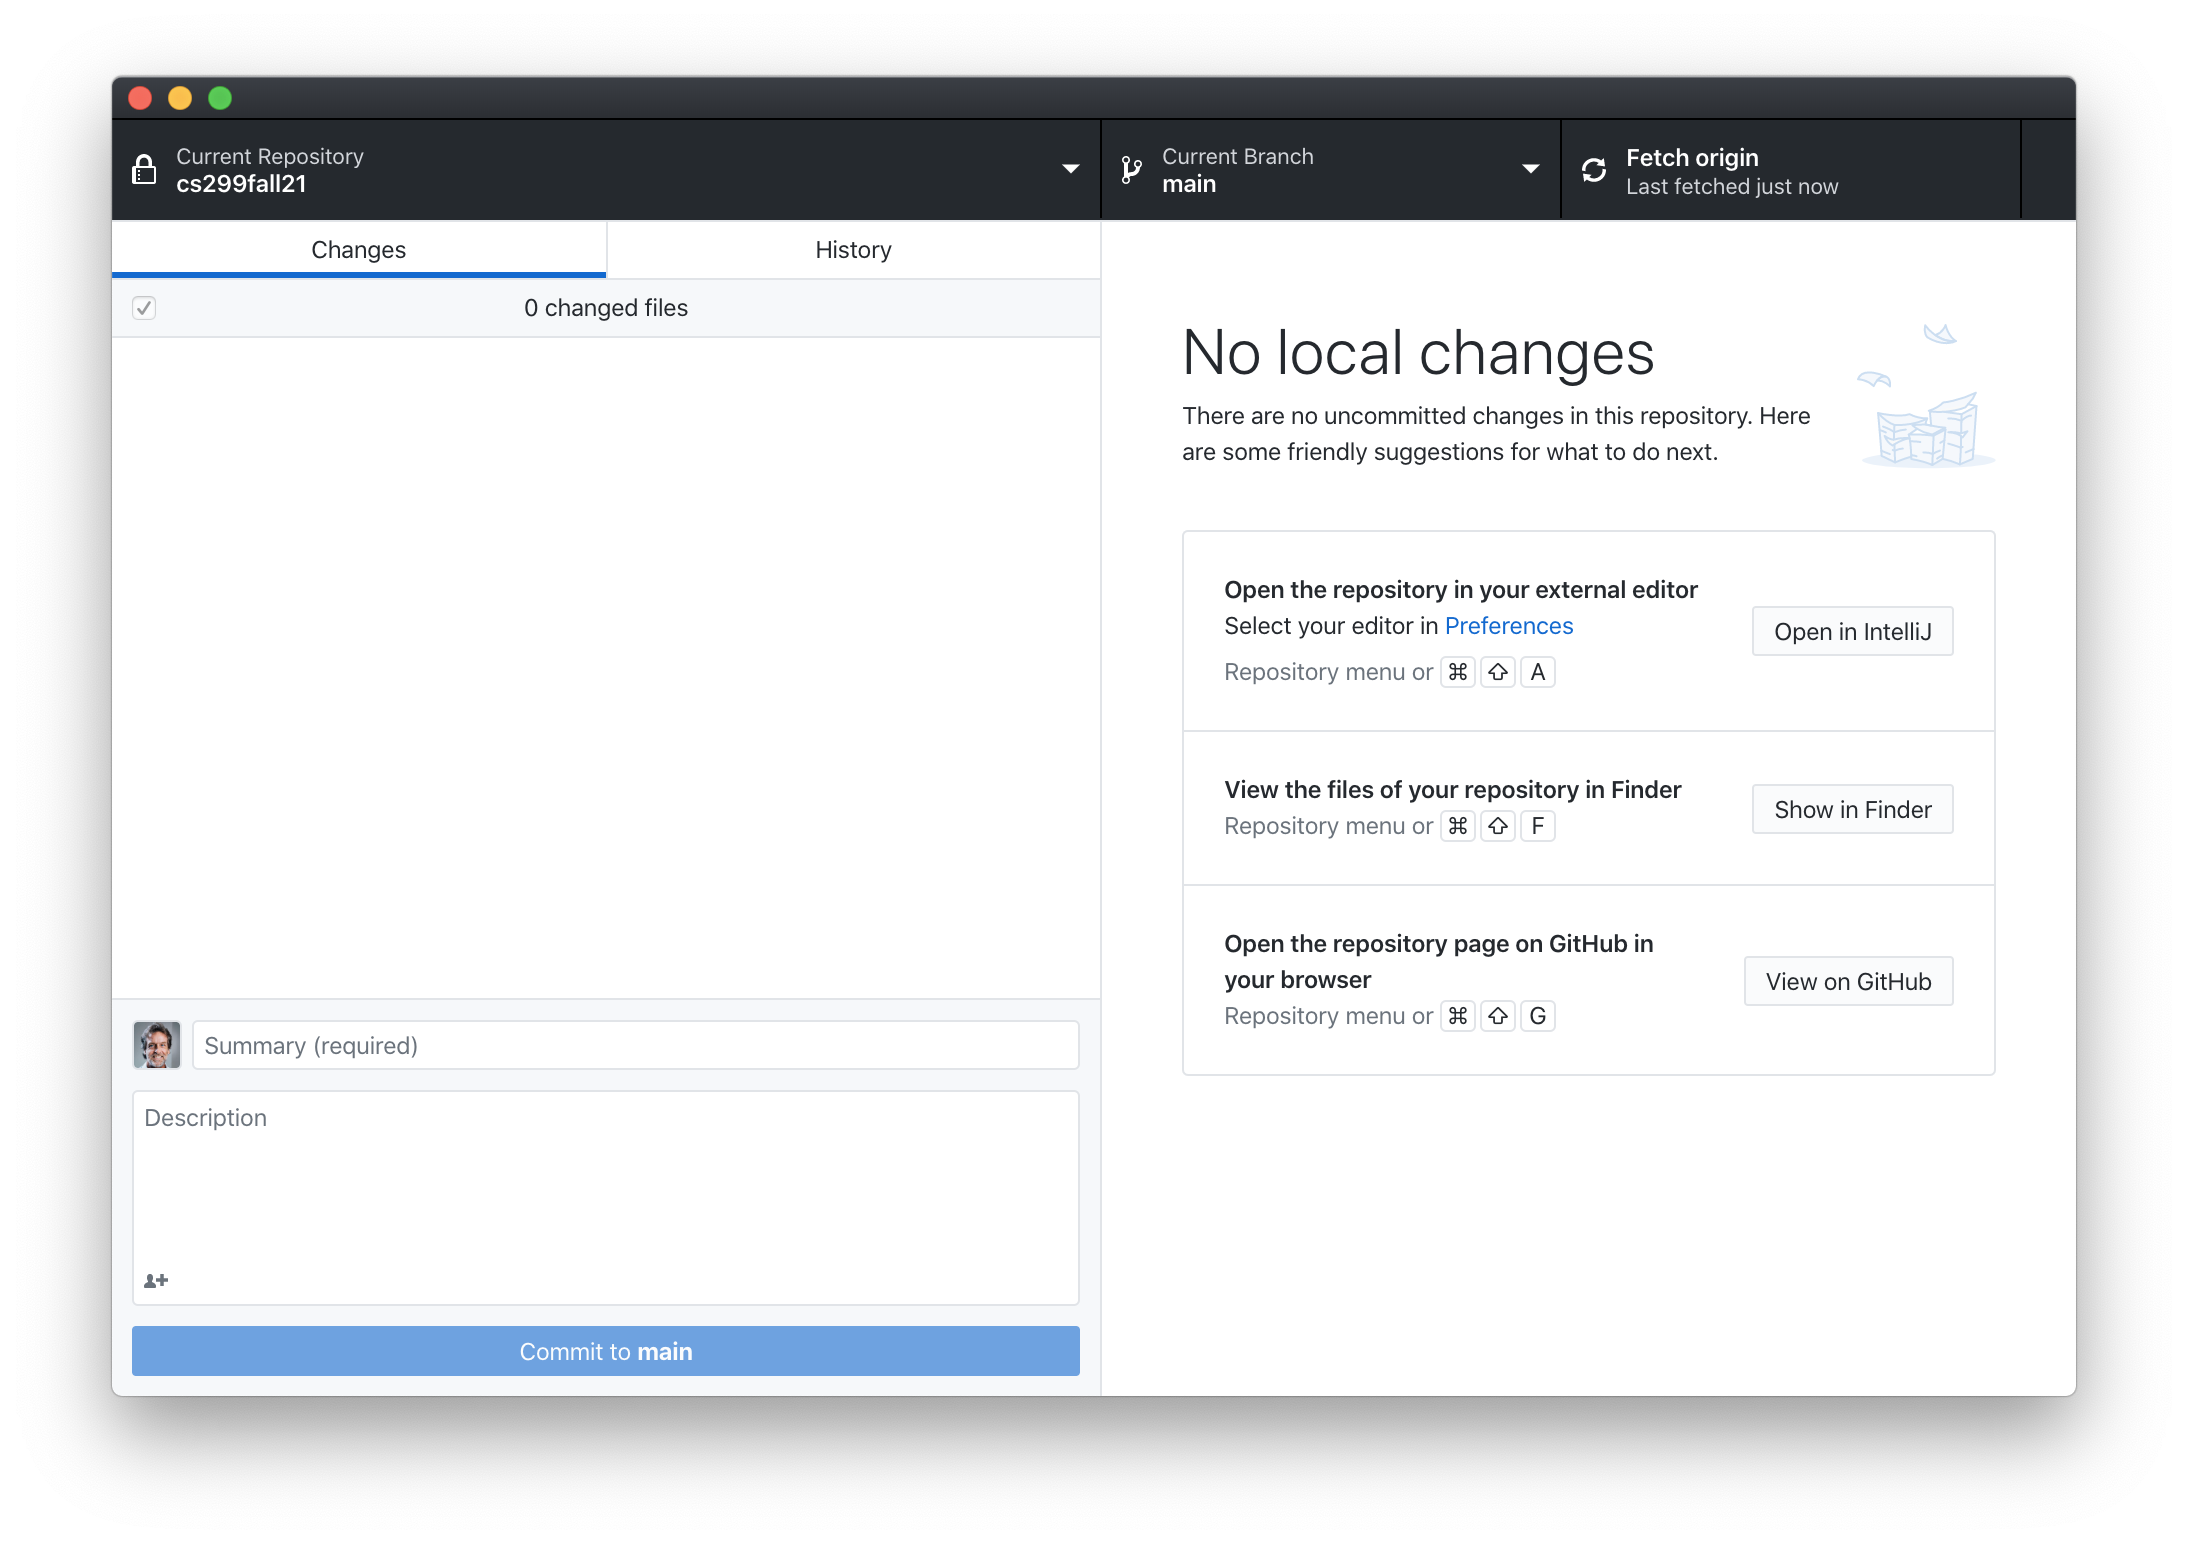 Current Repository
cs299fall21
Current Branch
main
Fetch origin
Last fetched just now
Changes
History
0 changed files
No local changes
There are no uncommitted changes in this repository. Here
are some friendly suggestions for what to do next.
Open the repository in your external editor
Select your editor in Preferences
Repository menu or ⌘ ⇧ A
Open in IntelliJ
View the files of your repository in Finder
Repository menu or ⌘ ⇧ F
Show in Finder
Open the repository page on GitHub in
your browser
Repository menu or ⌘ ⇧ G
View on GitHub
Summary (required)
Description
Commit to main